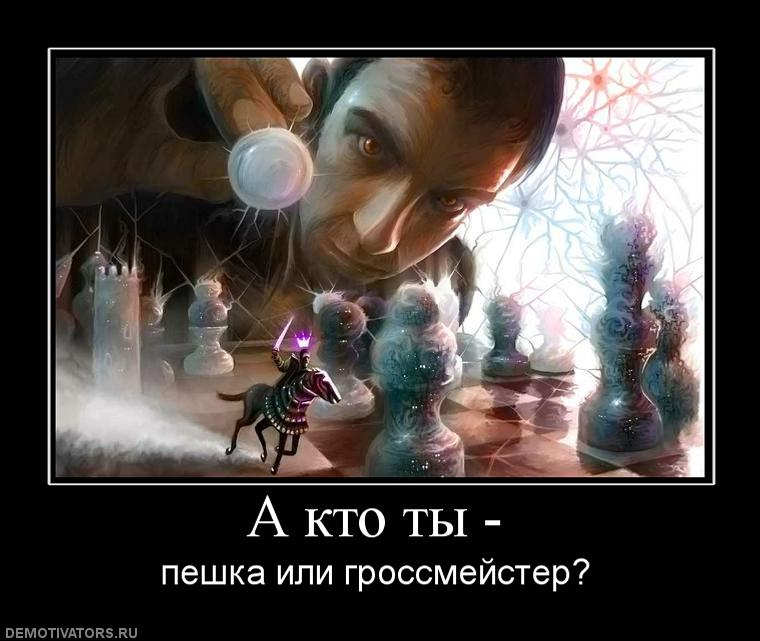 А кто ты -
пешка или гроссмейстер?
DEMOTIVATORS.RU